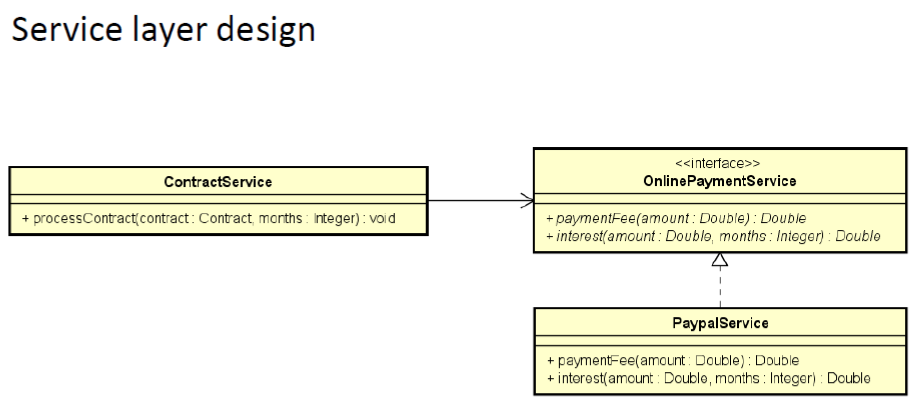 Service layer design
ContractService
+ processContract(contract : Contract, months : Integer) : void
<<interface>>
OnlinePaymentService
+ paymentFee(amount : Double) : Double
+ interest(amount : Double, months : Integer) : Double
PaypalService
+ paymentFee(amount : Double) : Double
+ interest(amount : Double, months : Integer) : Double